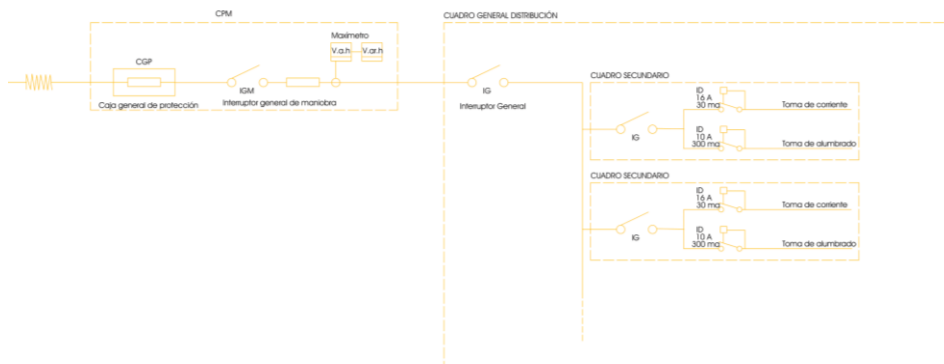 CPM
CUADRO GENERAL DISTRIBUCIÓN
Maxímetro
V.a.h
V.ar.h
CGP
IGM
Caja general de protección
Interruptor general de maniobra
IG
Interruptor General
CUADRO SECUNDARIO
ID
16 A
30 ma
Toma de corriente
IG
ID
10 A
300 ma
Toma de alumbrado
CUADRO SECUNDARIO
ID
16 A
30 ma
Toma de corriente
IG
ID
10 A
300 ma
Toma de alumbrado